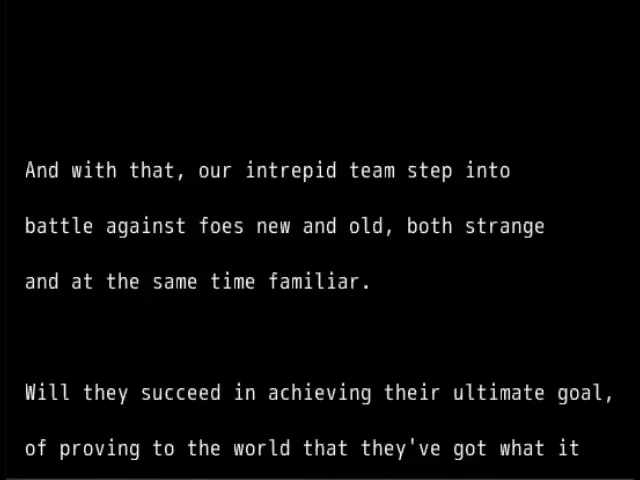 And with that, our intrepid team step into
battle against foes new and old, both strange
and at the same time familiar.
Will they succeed in achieving their ultimate goal,
of proving to the world that they've got what it